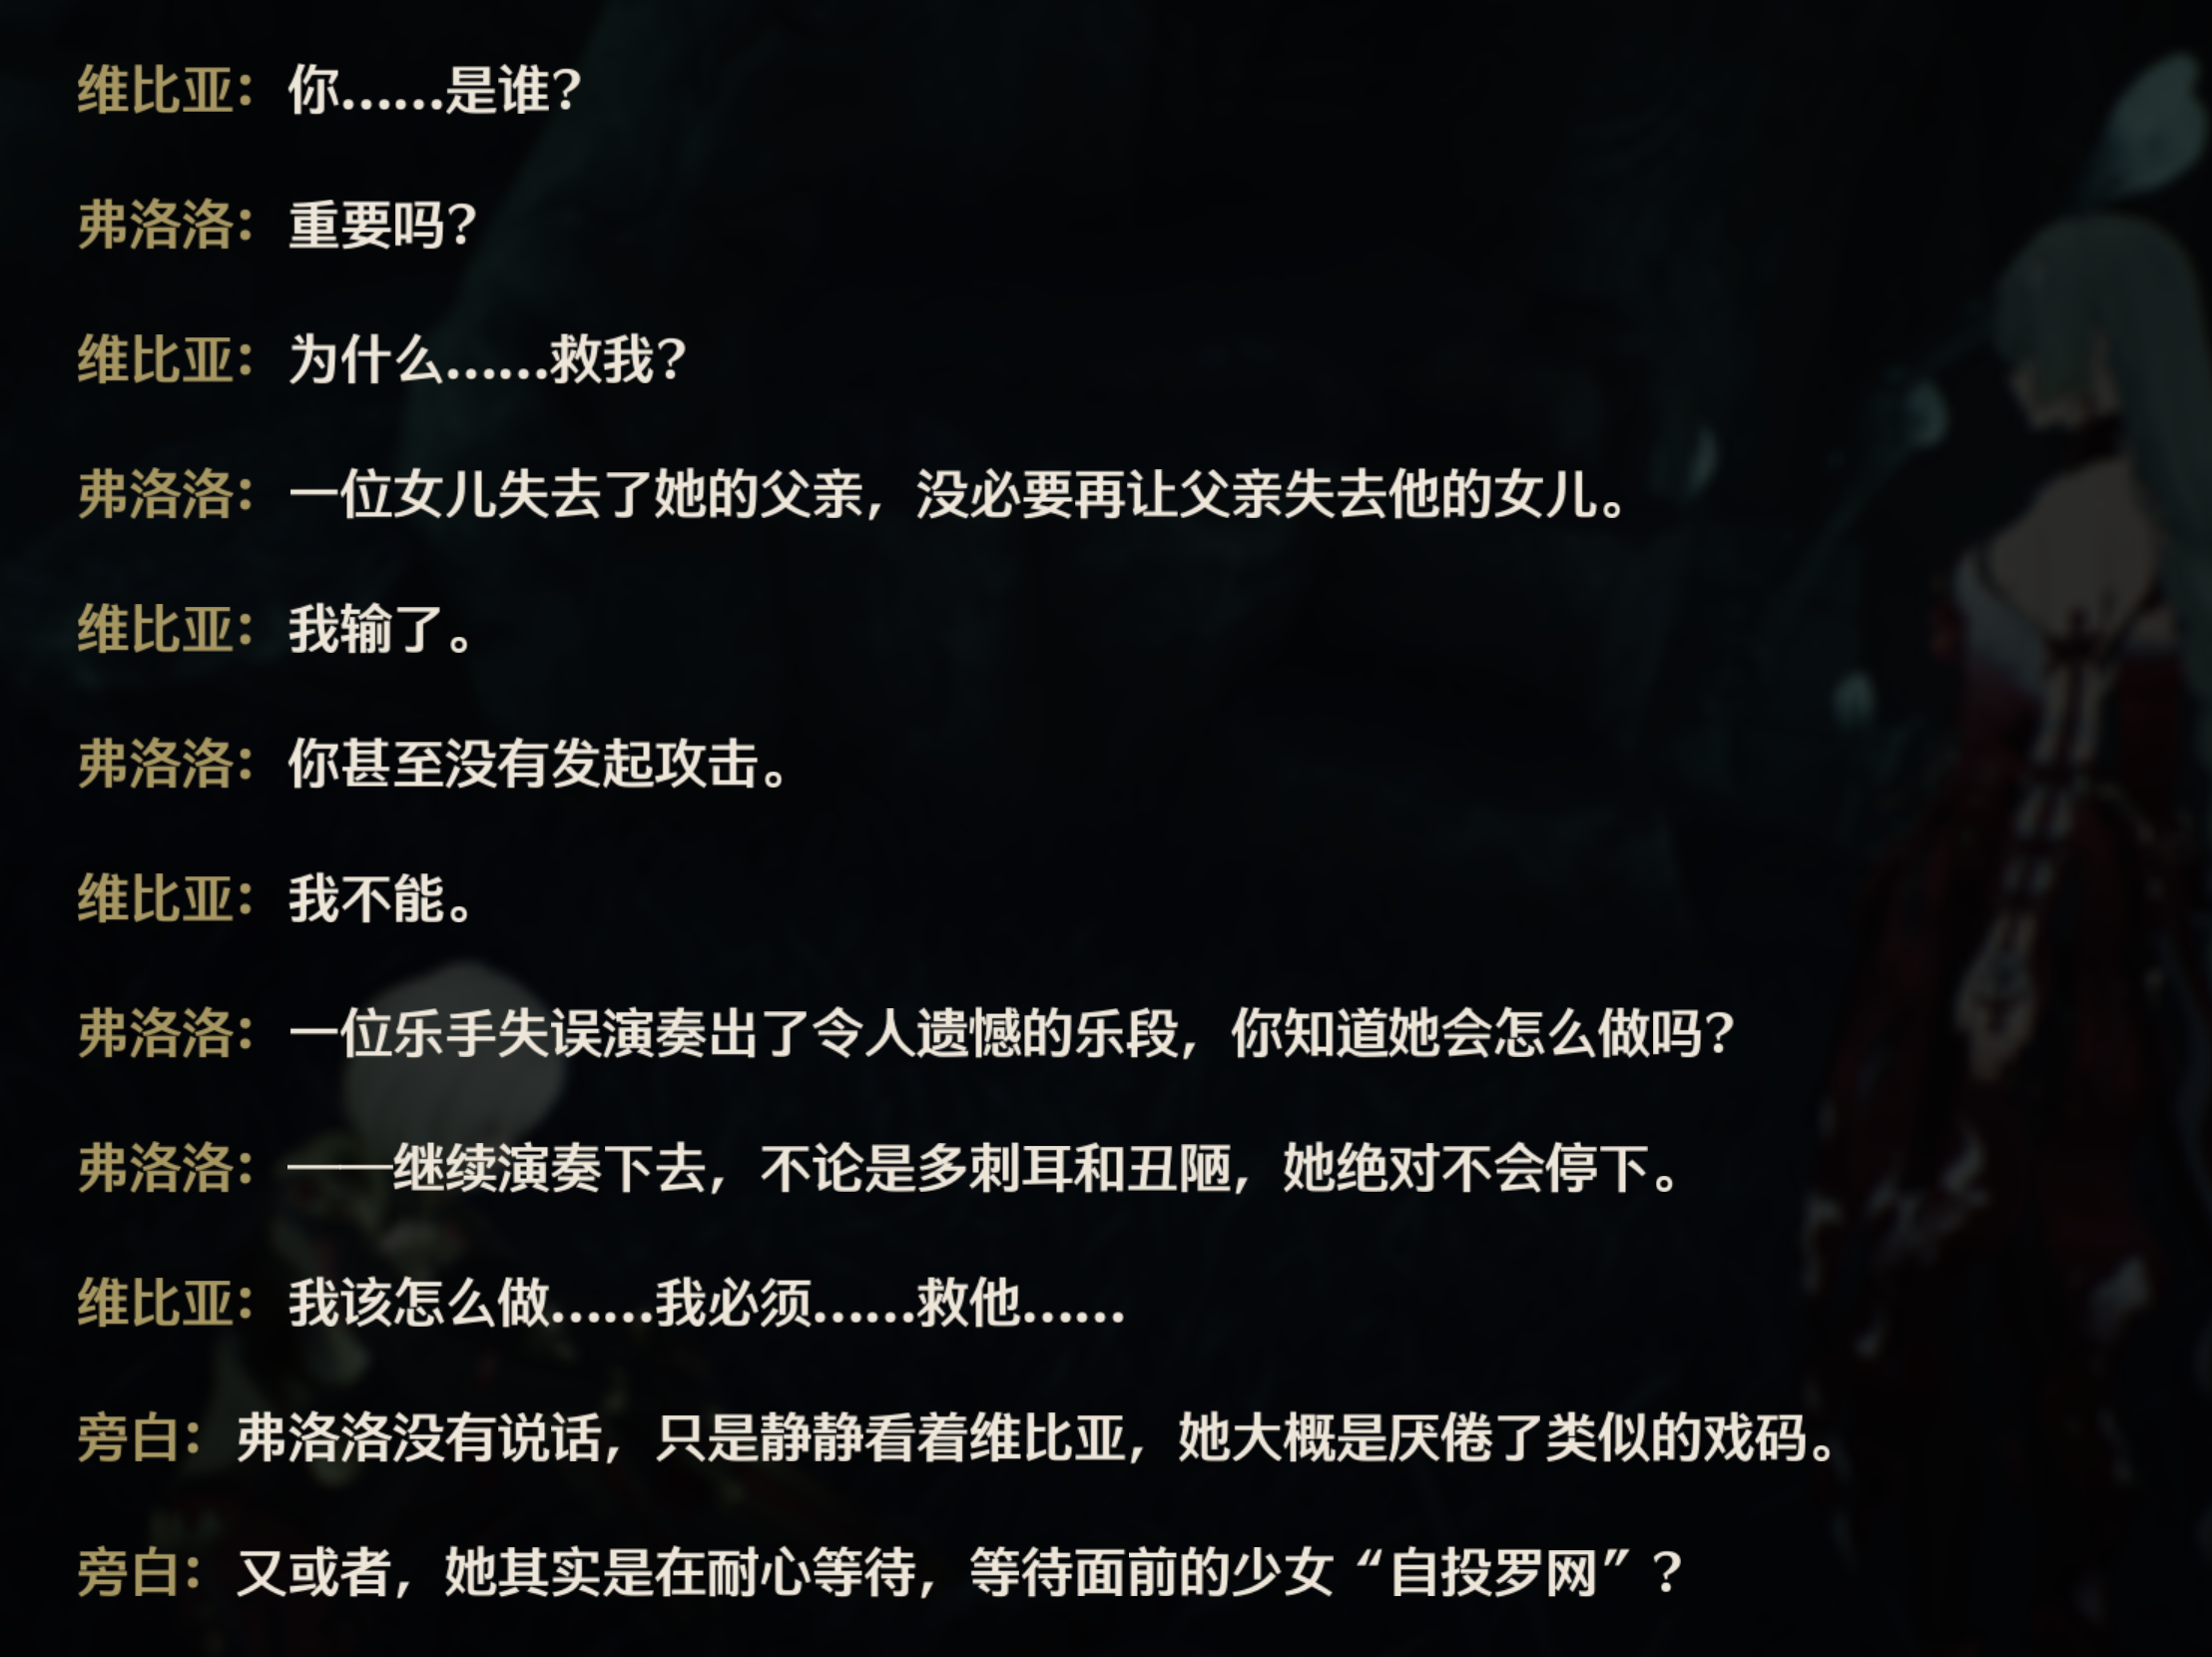 维比亚：你……是谁？
弗洛洛：重要吗？
维比亚：为什么……救我？
弗洛洛：一位女儿失去了她的父亲，没必要再让父亲失去他的女儿。
维比亚：我输了。
弗洛洛：你甚至没有发起攻击。
维比亚：我不能。
弗洛洛：一位乐手失误演奏出了令人遗憾的乐段，你知道她会怎么做吗？
弗洛洛：——继续演奏下去，不论是多刺耳和丑陋，她绝对不会停下。
维比亚：我该怎么做……我必须……救他……
旁白：弗洛洛没有说话，只是静静看着维比亚，她大概是厌倦了类似的戏码。
旁白：又或者，她其实是在耐心等待，等待面前的少女“自投罗网”？